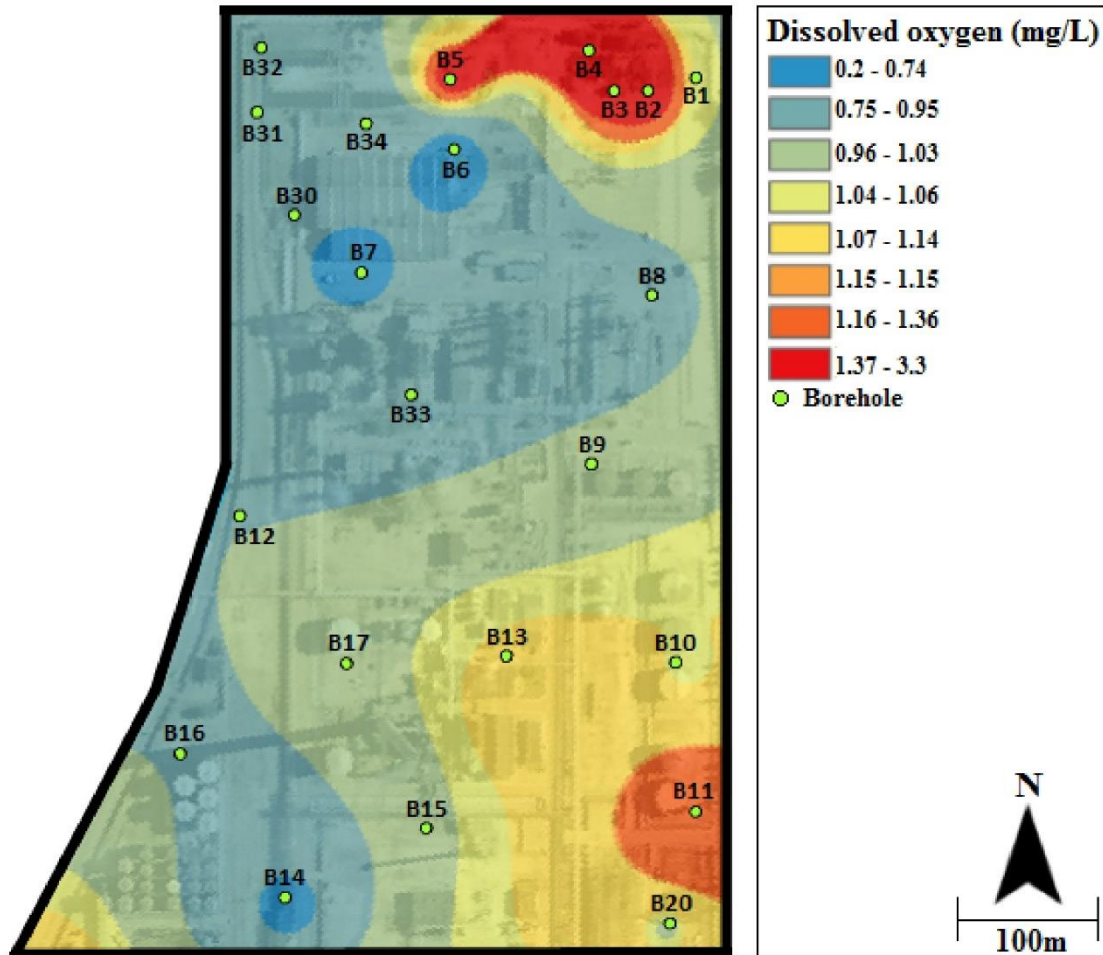 B32
B5
B4
B1
B3
B2
B31
B34
B6
B30
B7
B8
B33
B9
B12
B17
B13
B10
B16
B11
B15
B14
B20
Dissolved oxygen (mg/L)
0.2 - 0.74
0.75 - 0.95
0.96 - 1.03
1.04 - 1.06
1.07 - 1.14
1.15 - 1.15
1.16 - 1.36
1.37 - 3.3
Borehole
N
100m